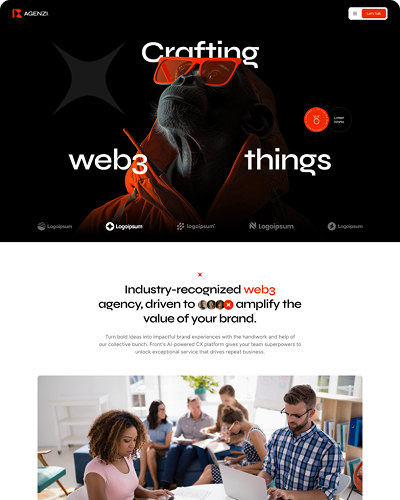 AGENZI
Let's Talk
Crafting
web3 things
Logoipsum Logoipsum logoipsum Logoipsum Logoipsum
Industry-recognized web3
agency, driven to amplify the
value of your brand.
Turn bold ideas into impactful brand experiences with the handiwork and help of
our collective bunch. Front's AI-powered CX platform gives your team superpowers to
unlock exceptional service that drives repeat business.